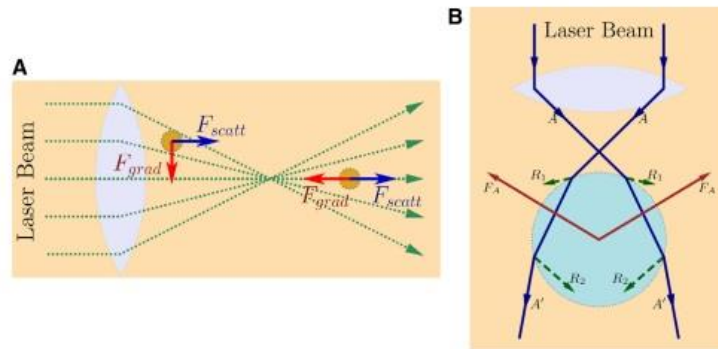 A
Laser Beam
F_scatt
F_grad
F_grad
F_scatt
B
Laser Beam
A
A
R_1
R_1
F_A
F_A
R_2
R_2
A'
A'